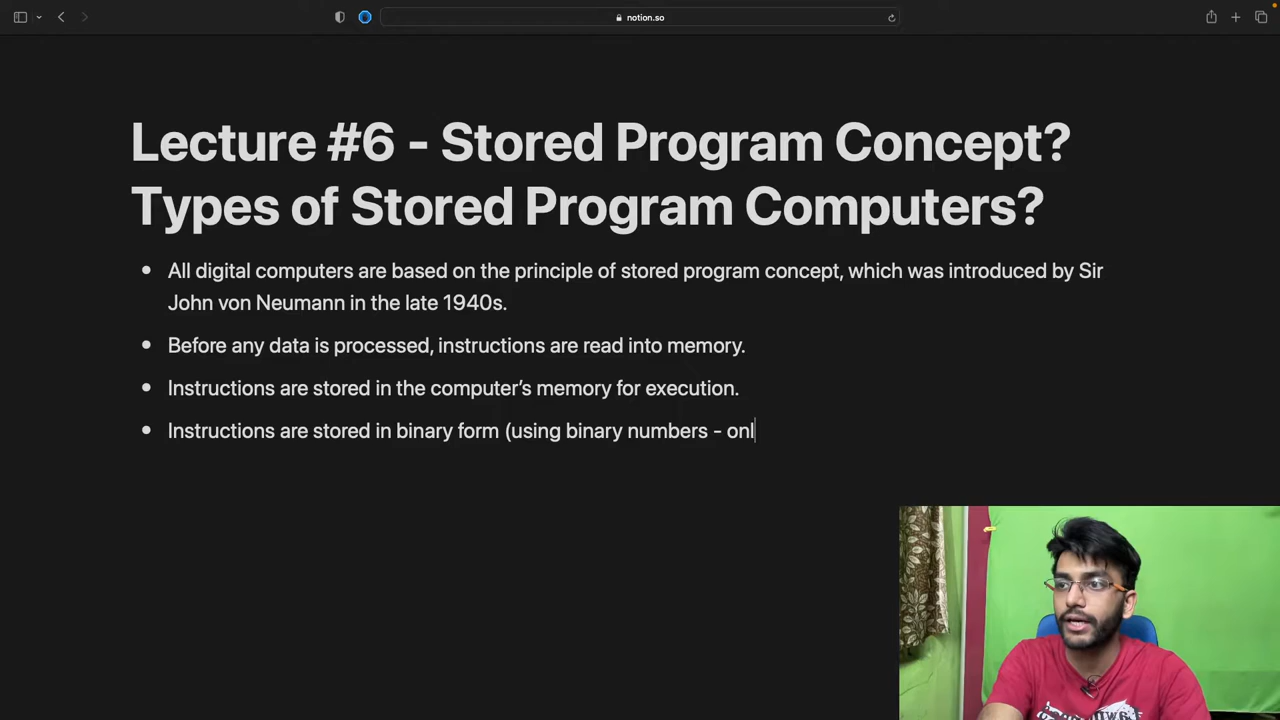 notion.so
Lecture #6 - Stored Program Concept?
Types of Stored Program Computers?
• All digital computers are based on the principle of stored program concept, which was introduced by Sir
John von Neumann in the late 1940s.
• Before any data is processed, instructions are read into memory.
• Instructions are stored in the computer’s memory for execution.
• Instructions are stored in binary form (using binary numbers - onl